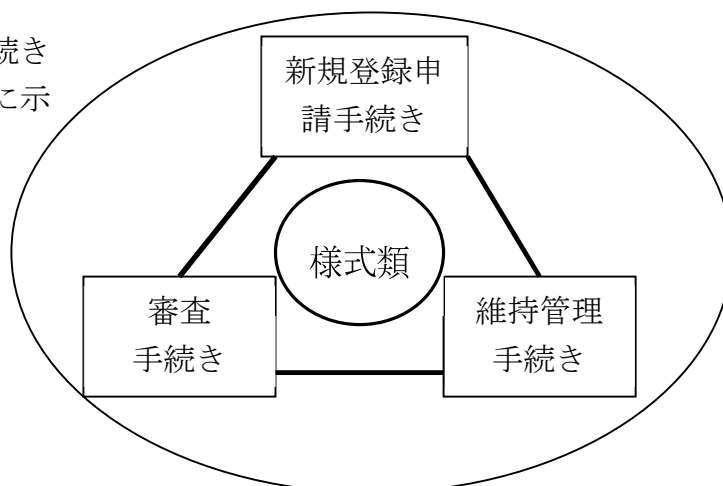 続き
に示
新規登録申
請手続き
様式類
審査
手続き
維持管理
手続き